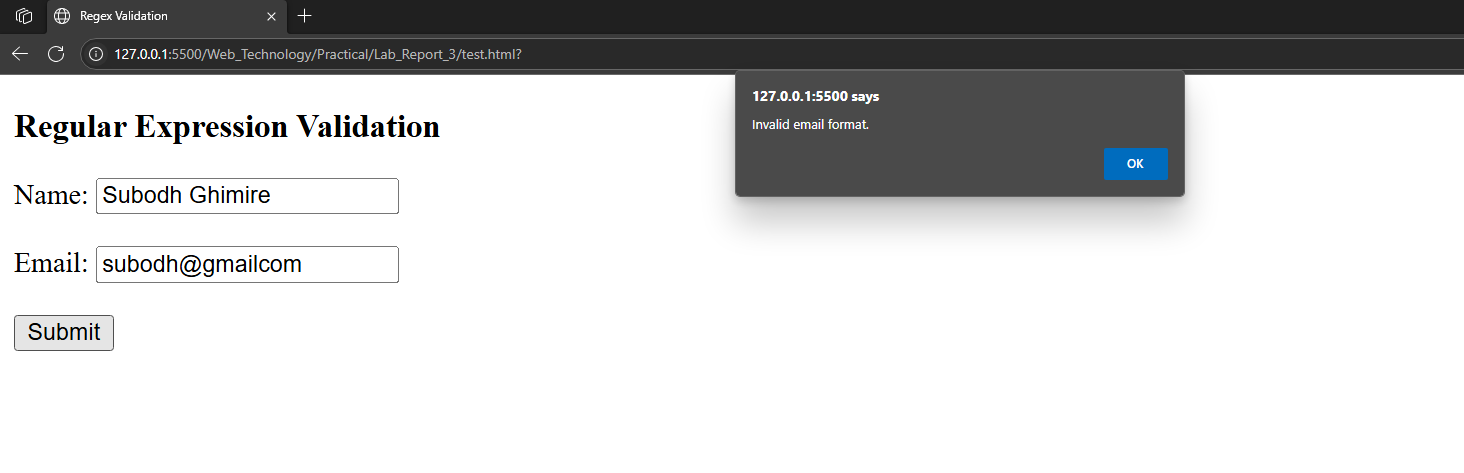 Regex Validation
127.0.0.1:5500/Web_Technology/Practical/Lab_Report_3/test.html?
127.0.0.1:5500 says
Invalid email format.
OK
Regular Expression Validation
Name: Subodh Ghimire
Email: subodh@gmailcom
Submit